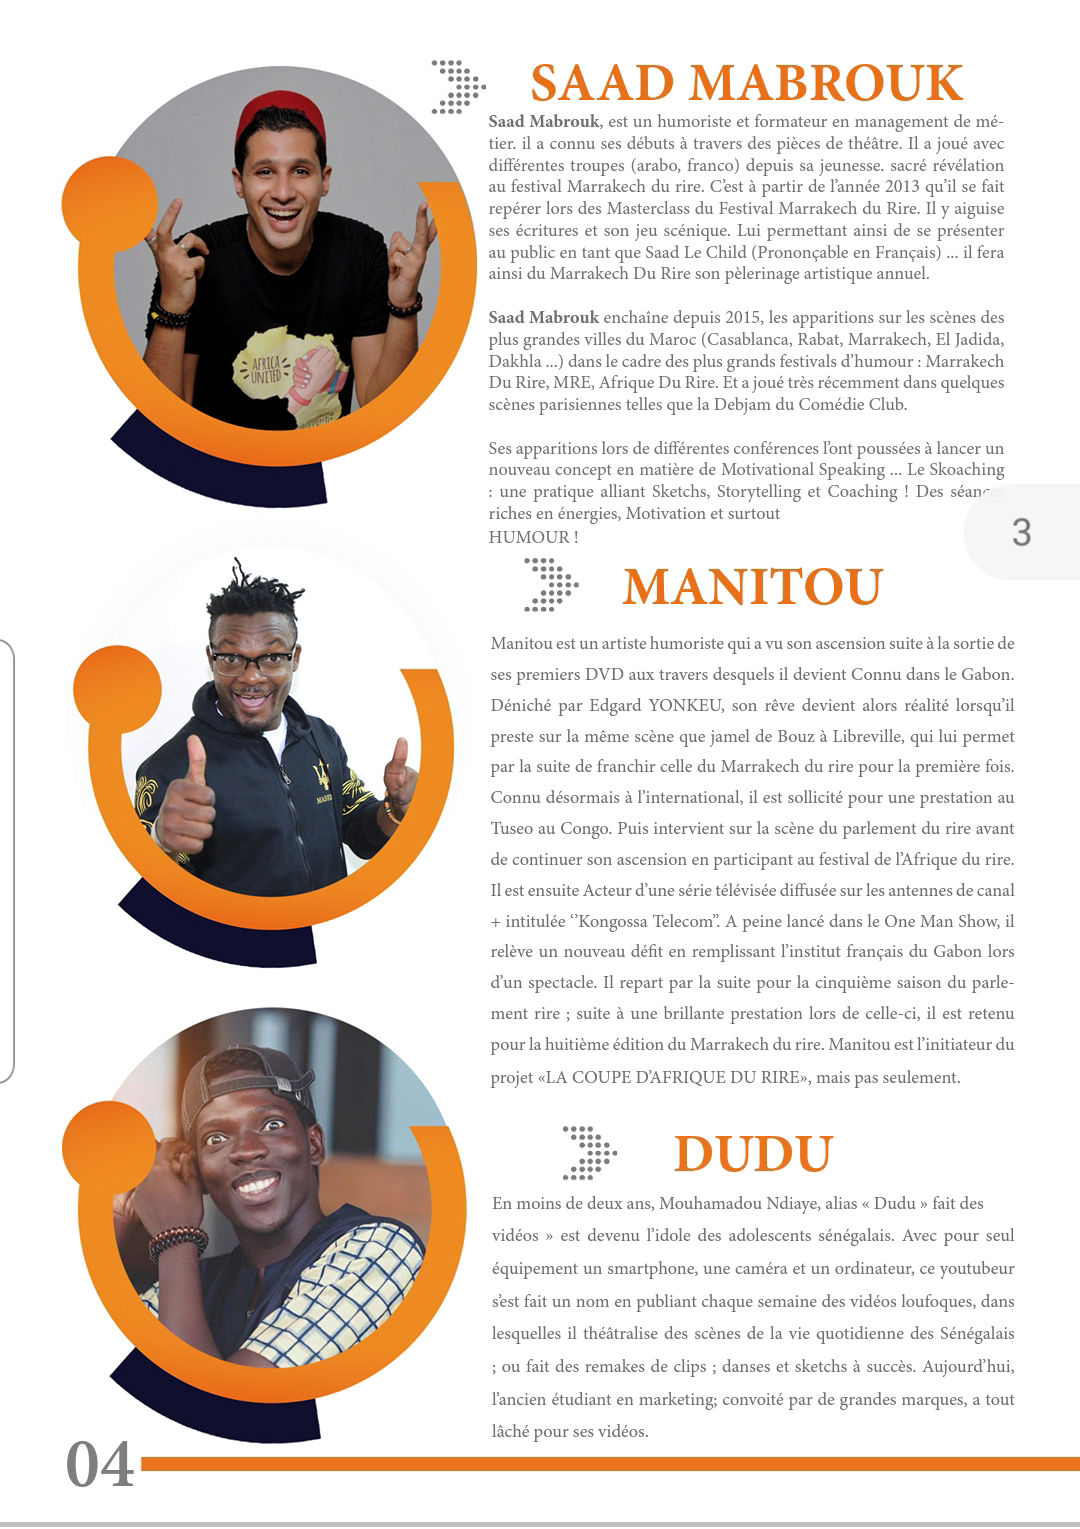 SAAD MABROUK
Saad Mabrouk, est un humoriste et formateur en management de mé-
tier. il a connu ses débuts à travers des pièces de théâtre. Il a joué avec
différentes troupes (arabo, franco) depuis sa jeunesse. sacré révélation
au festival Marrakech du rire. C'est à partir de l'année 2013 qu'il se fait
repérer lors des Masterclass du Festival Marrakech du Rire. Il y aiguise
ses écritures et son jeu scénique. Lui permettant ainsi de se présenter
au public en tant que Saad Le Child (Prononçable en Français) ... il fera
ainsi du Marrakech Du Rire son pèlerinage artistique annuel.
Saad Mabrouk enchaîne depuis 2015, les apparitions sur les scènes des
plus grandes villes du Maroc (Casablanca, Rabat, Marrakech, El Jadida,
Dakhla ...) dans le cadre des plus grands festivals d'humour : Marrakech
Du Rire, MRE, Afrique Du Rire. Et a joué très récemment dans quelques
scènes parisiennes telles que la Debjam du Comédie Club.
Ses apparitions lors de différentes conférences l'ont poussées à lancer un
nouveau concept en matière de Motivational Speaking ... Le Skoaching
: une pratique alliant Sketchs, Storytelling et Coaching ! Des séances
riches en énergies, Motivation et surtout
HUMOUR !
AFRICA
UNITED
3
MANITOU
Manitou est un artiste humoriste qui a vu son ascension suite à la sortie de
ses premiers DVD aux travers desquels il devient Connu dans le Gabon.
Déniché par Edgard YONKEU, son rêve devient alors réalité lorsqu'il
preste sur la même scène que jamel de Bouz à Libreville, qui lui permet
par la suite de franchir celle du Marrakech du rire pour la première fois.
Connu désormais à l'international, il est sollicité pour une prestation au
Tuseo au Congo. Puis intervient sur la scène du parlement du rire avant
de continuer son ascension en participant au festival de l'Afrique du rire.
Il est ensuite Acteur d'une série télévisée diffusée sur les antennes de canal
+ intitulée ‘'Kongossa Telecom’'. A peine lancé dans le One Man Show, il
relève un nouveau défit en remplissant l'institut français du Gabon lors
d'un spectacle. Il repart par la suite pour la cinquième saison du parle-
ment rire ; suite à une brillante prestation lors de celle-ci, il est retenu
pour la huitième édition du Marrakech du rire. Manitou est l'initiateur du
projet «LA COUPE D'AFRIQUE DU RIRE», mais pas seulement.
DUDU
En moins de deux ans, Mouhamadou Ndiaye, alias « Dudu » fait des
vidéos » est devenu l'idole des adolescents sénégalais. Avec pour seul
équipement un smartphone, une caméra et un ordinateur, ce youtubeur
s'est fait un nom en publiant chaque semaine des vidéos loufoques, dans
lesquelles il théâtralise des scènes de la vie quotidienne des Sénégalais
; ou fait des remakes de clips ; danses et sketchs à succès. Aujourd'hui,
l'ancien étudiant en marketing; convoité par de grandes marques, a tout
lâché pour ses vidéos.
04